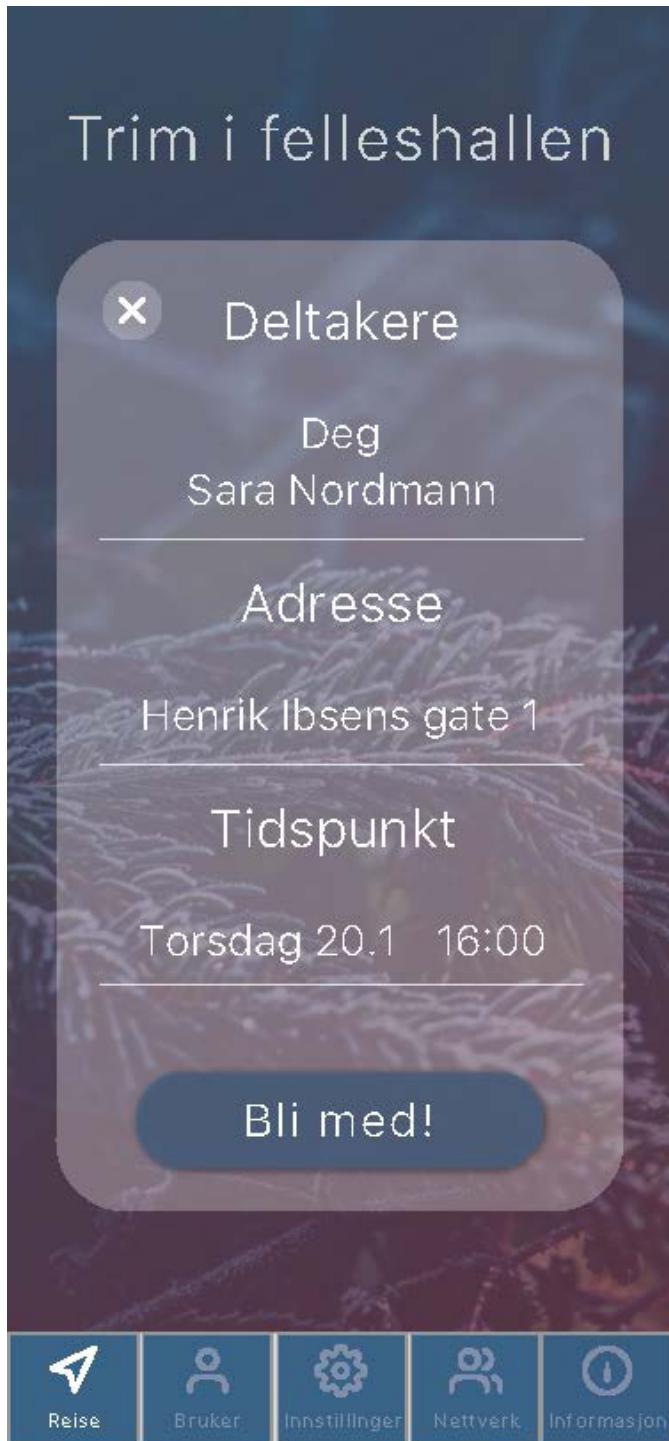 Trim i felleshallen
Deltakere
Deg
Sara Nordmann
Adresse
Henrik Ibsens gate 1
Tidspunkt
Torsdag 20.1 16:00
Bli med!
Reise Bruker Innstillinger Nettverk Informasjon